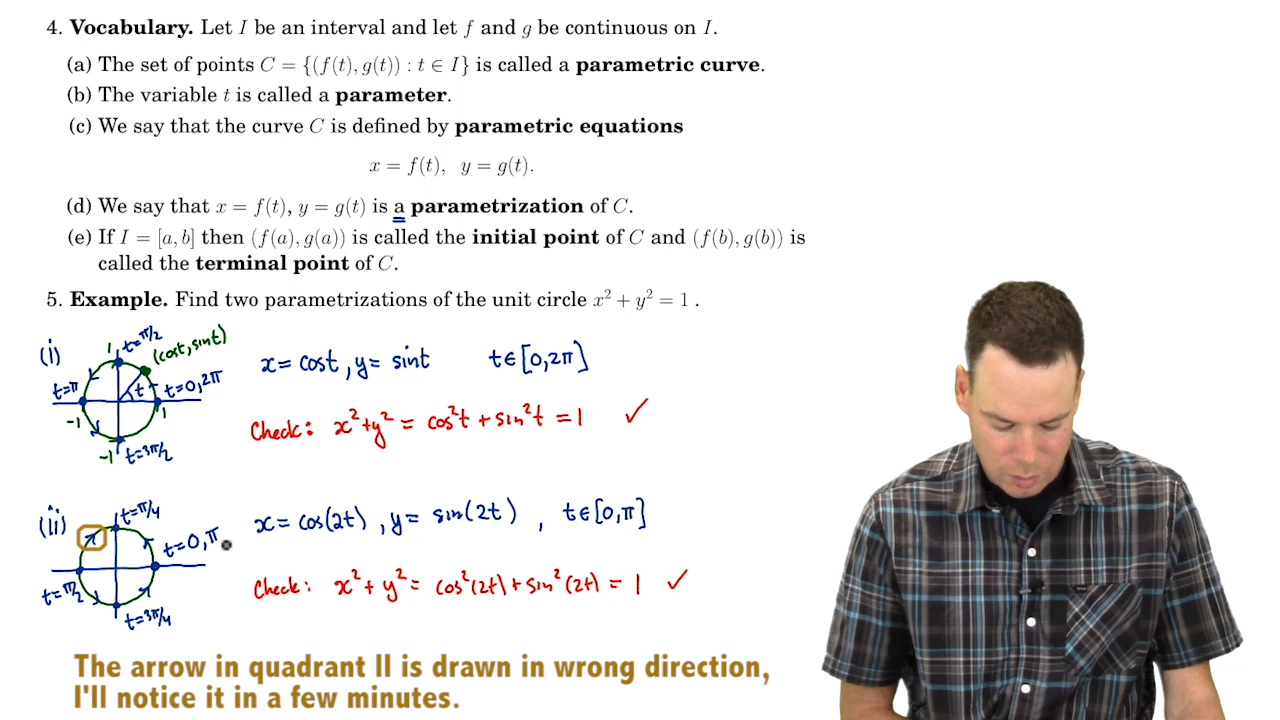 4. Vocabulary. Let I be an interval and let f and g be continuous on I.
(a) The set of points C = {(f(t), g(t)) : t ∈ I} is called a parametric curve.
(b) The variable t is called a parameter.
(c) We say that the curve C is defined by parametric equations
x = f(t), y = g(t).
(d) We say that x = f(t), y = g(t) is a parametrization of C.
(e) If I = [a, b] then (f(a), g(a)) is called the initial point of C and (f(b), g(b)) is
called the terminal point of C.
5. Example. Find two parametrizations of the unit circle x² + y² = 1 .
(i)
1
t=π/2
(cost, sint)
t=π
t
t=0, 2π
-1
1
-1
t=3π/2
x= cost, y= sint t∈[0,2π]
Check: x²+y² = cos²t + sin²t = 1 ✓
(ii)
t=π/4
t=0, π
t=π/2
t=3π/4
x= cos(2t), y= sin(2t), t∈[0,π]
Check: x² + y² = cos²(2t) + sin²(2t) = 1 ✓
The arrow in quadrant II is drawn in wrong direction,
I'll notice it in a few minutes.